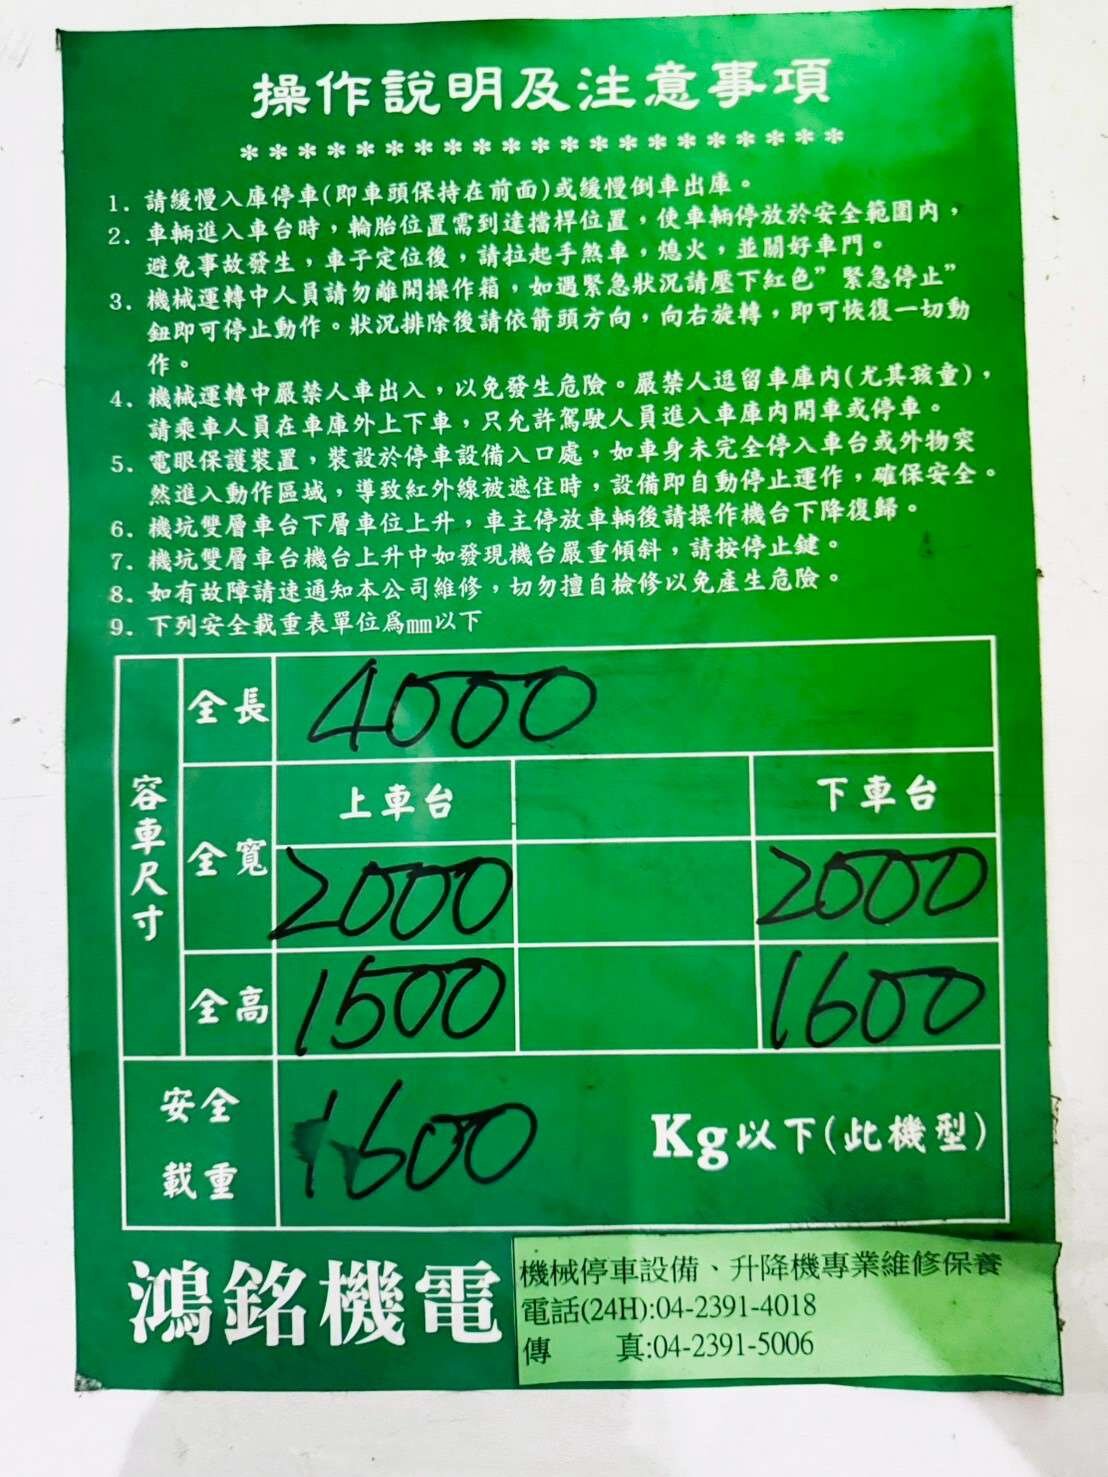 操作說明及注意事項
*********************
1. 請緩慢入庫停車(即車頭保持在前面)或緩慢倒車出庫。
2. 車輛進入車台時，輪胎位置需到達擋桿位置，使車輛停放於安全範圍內，
避免事故發生，車子定位後，請拉起手煞車，熄火，並關好車門。
3. 機械運轉中人員請勿離開操作箱，如遇緊急狀況請壓下紅色”緊急停止”
鈕即可停止動作。狀況排除後請依箭頭方向，向右旋轉，即可恢復一切動
作。
4. 機械運轉中嚴禁人車出入，以免發生危險。嚴禁人逗留車庫內(尤其孩童)，
請乘車人員在車庫外上下車，只允許駕駛人員進入車庫內開車或停車。
5. 電眼保護裝置，裝設於停車設備入口處，如車身未完全停入車台或外物突
然進入動作區域，導致紅外線被遮住時，設備即自動停止運作，確保安全。
6. 機坑雙層車台下層車位上升，車主停放車輛後請操作機台下降復歸。
7. 機坑雙層車台機台上升中如發現機台嚴重傾斜，請按停止鍵。
8. 如有故障請速通知本公司維修，切勿擅自檢修以免產生危險。
9. 下列安全載重表單位為mm以下
容車尺寸
全長 4000
上車台 下車台
全寬 2000 2000
全高 1500 1600
安全
載重
1600 Kg以下(此機型)
鴻銘機電
機械停車設備、升降機專業維修保養
電話(24H):04-2391-4018
傳 真:04-2391-5006